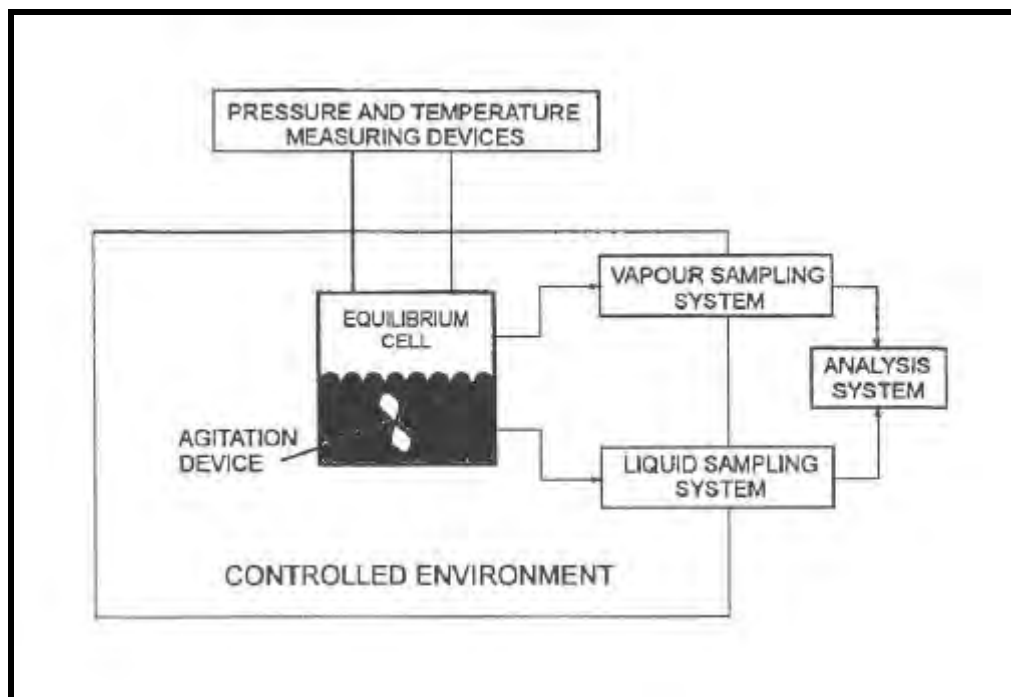 PRESSURE AND TEMPERATURE
MEASURING DEVICES
VAPOUR SAMPLING
SYSTEM
EQUILIBRIUM
CELL
ANALYSIS
SYSTEM
AGITATION
DEVICE
LIQUID SAMPLING
SYSTEM
CONTROLLED ENVIRONMENT